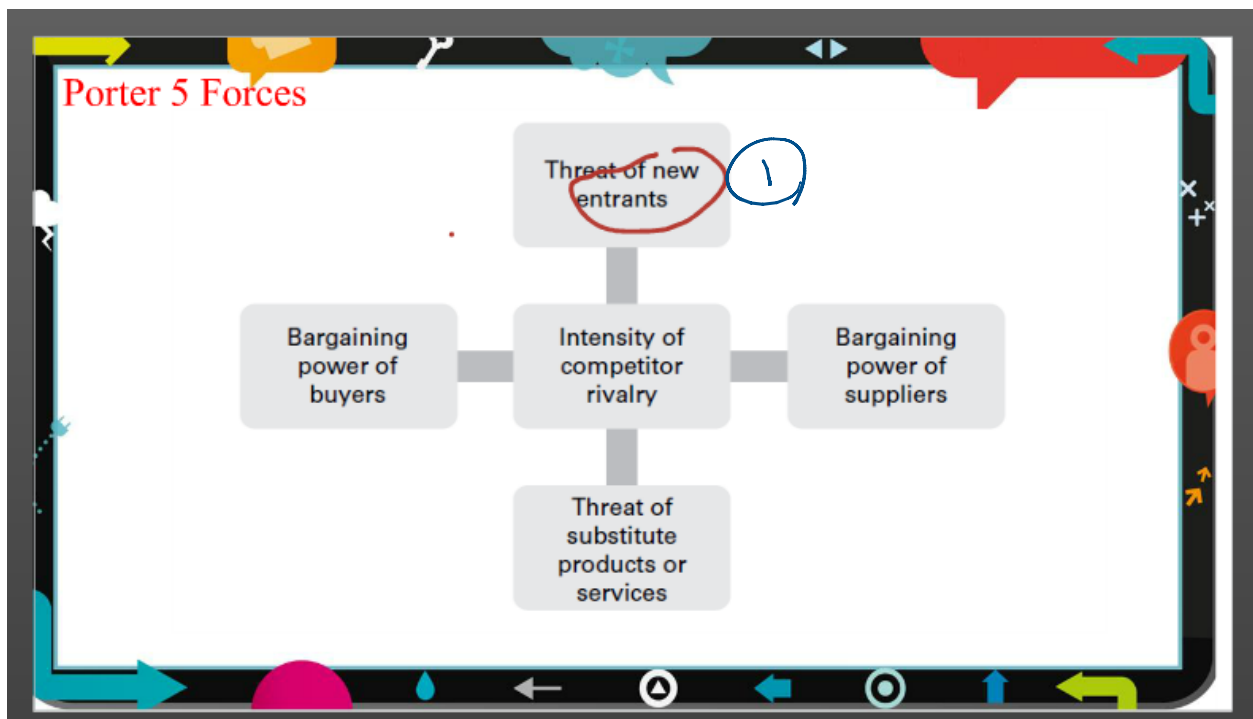 Porter 5 Forces
Threat of new
entrants
1
Bargaining
power of
buyers
Intensity of
competitor
rivalry
Bargaining
power of
suppliers
Threat of
substitute
products or
services